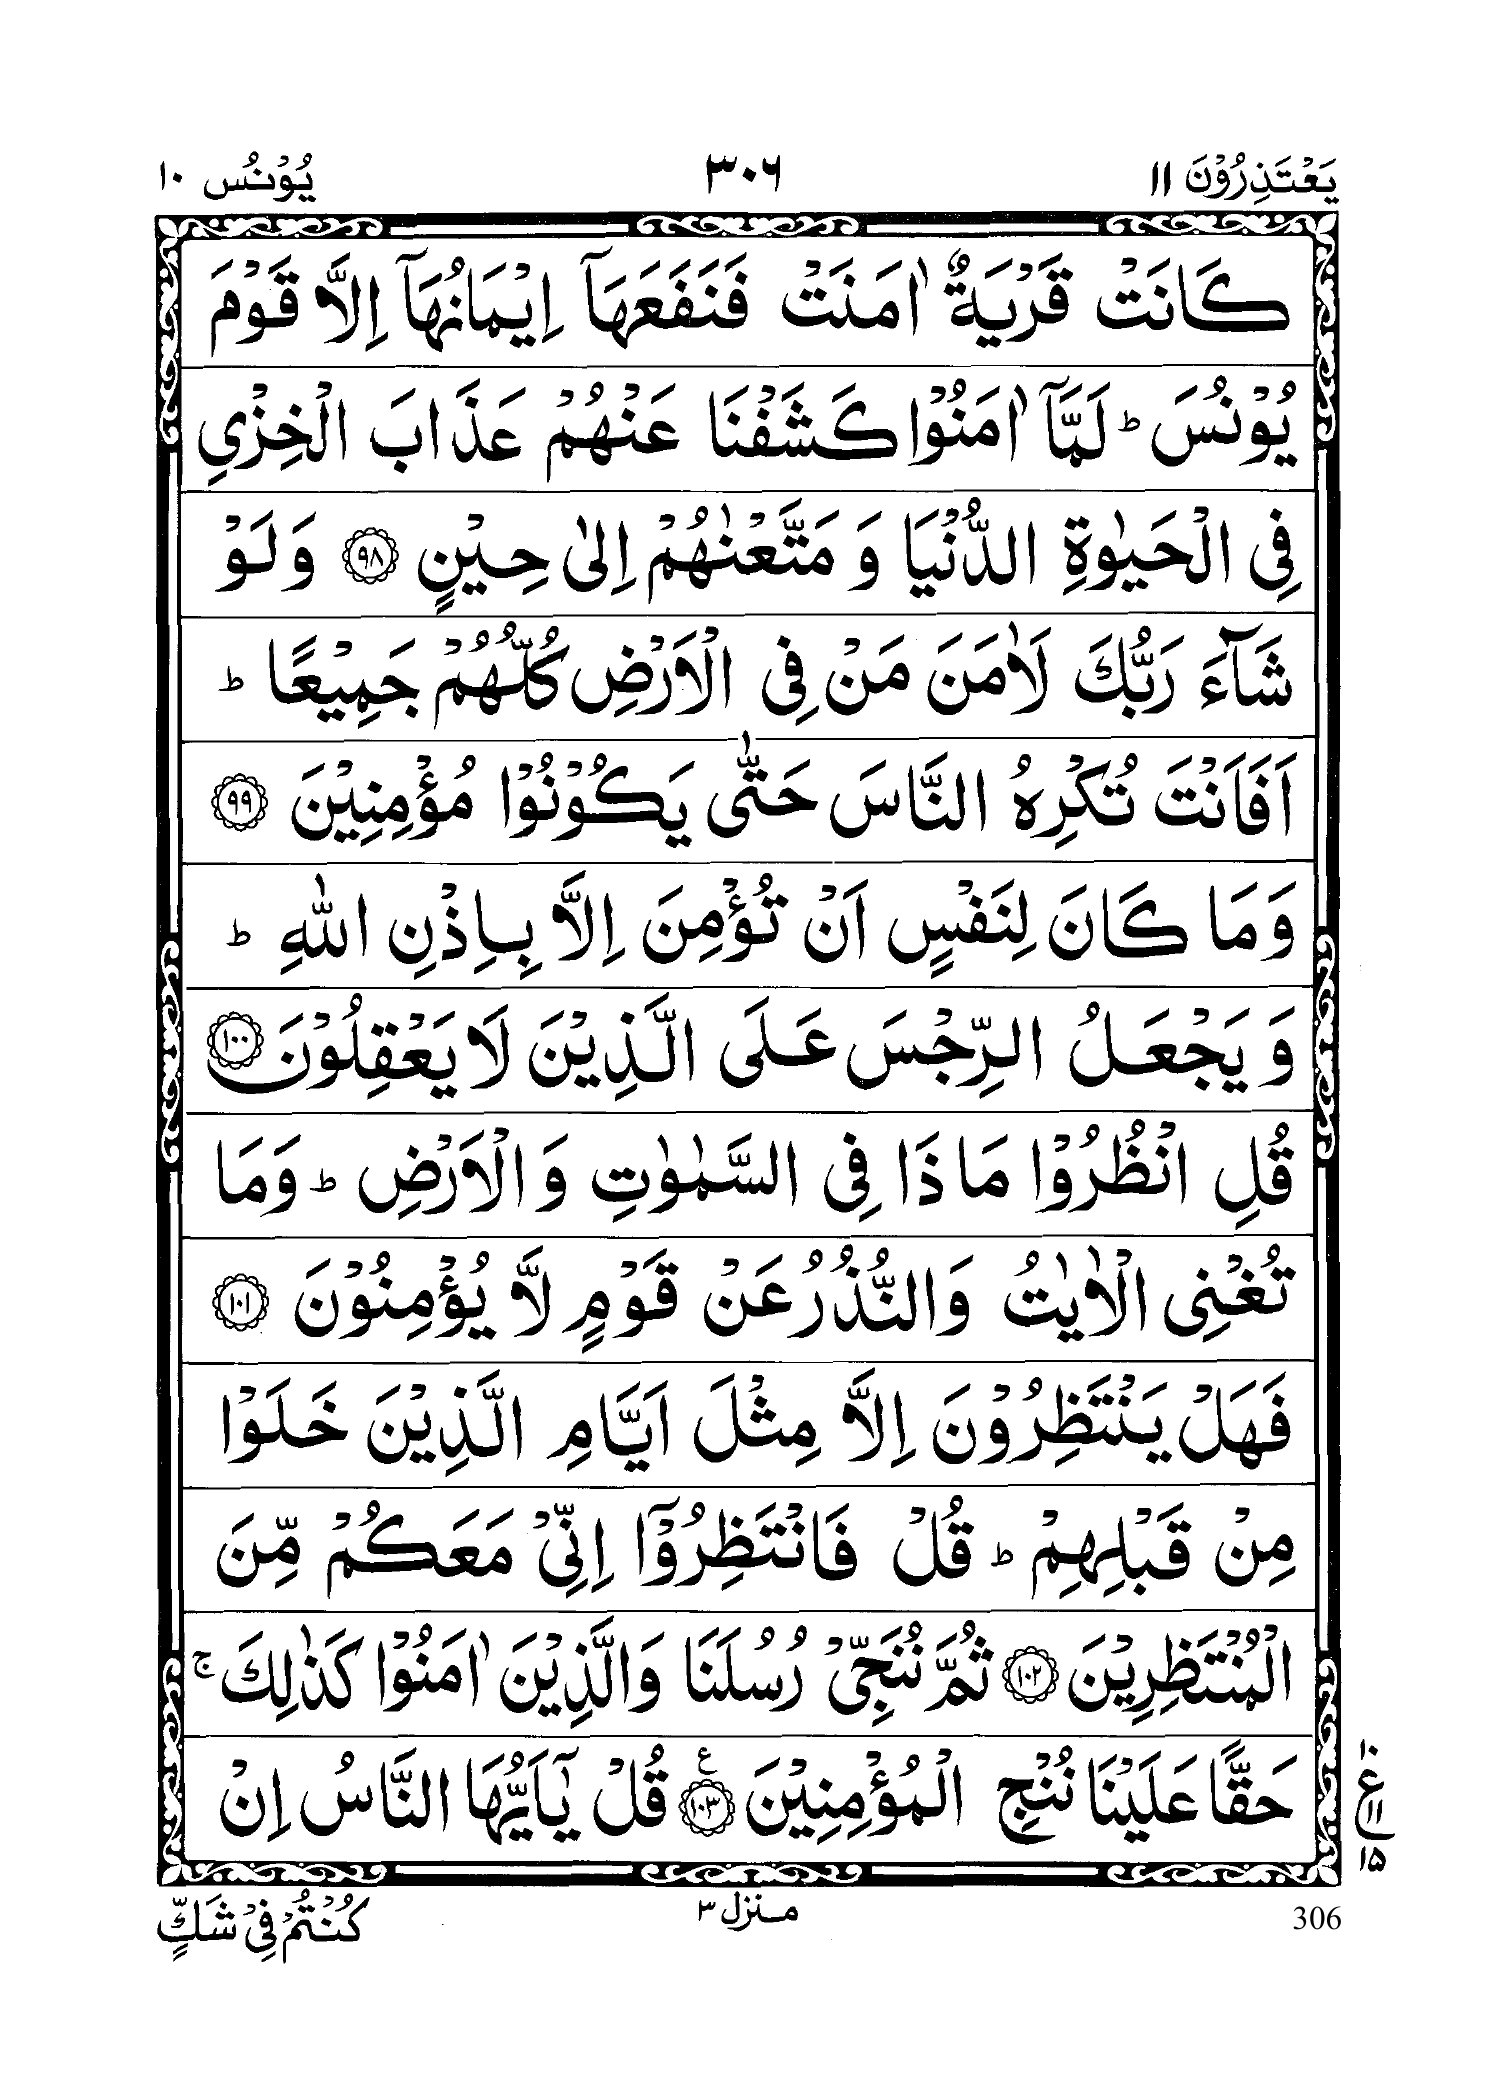 يَعْتَذِرُوْنَ ١١ ٣٠٦ يُوْنُس ١٠
كَانَتْ قَرْيَةٌ اٰمَنَتْ فَنَفَعَهَآ اِيْمَانُهَآ اِلَّا قَوْمَ
يُوْنُسَ ؕ لَمَّآ اٰمَنُوْا كَشَفْنَا عَنْهُمْ عَذَابَ الْخِزْيِ
فِي الْحَيٰوةِ الدُّنْيَا وَ مَتَّعْنٰهُمْ اِلٰى حِيْنٍ ٩٨ وَ لَوْ
شَآءَ رَبُّكَ لَاٰمَنَ مَنْ فِي الْاَرْضِ كُلُّهُمْ جَمِيْعًا ؕ
اَفَاَنْتَ تُكْرِهُ النَّاسَ حَتّٰى يَكُوْنُوْا مُؤْمِنِيْنَ ٩٩
وَ مَا كَانَ لِنَفْسٍ اَنْ تُؤْمِنَ اِلَّا بِاِذْنِ اللّٰهِ ؕ
وَ يَجْعَلُ الرِّجْسَ عَلَى الَّذِيْنَ لَا يَعْقِلُوْنَ ١٠٠
قُلِ انْظُرُوْا مَا ذَا فِي السَّمٰوٰتِ وَ الْاَرْضِ ؕ وَ مَا
تُغْنِى الْاٰيٰتُ وَ النُّذُرُ عَنْ قَوْمٍ لَّا يُؤْمِنُوْنَ ١٠١
فَهَلْ يَنْتَظِرُوْنَ اِلَّا مِثْلَ اَيَّامِ الَّذِيْنَ خَلَوْا
مِنْ قَبْلِهِمْ ؕ قُلْ فَانْتَظِرُوْٓا اِنِّيْ مَعَكُمْ مِّنَ
الْمُنْتَظِرِيْنَ ١٠٢ ثُمَّ نُنَجِّيْ رُسُلَنَا وَ الَّذِيْنَ اٰمَنُوْا كَذٰلِكَ ۚ
حَقًّا عَلَيْنَا نُنْجِ الْمُؤْمِنِيْنَ ١٠٣ ع قُلْ يٰٓاَيُّهَا النَّاسُ اِنْ
١٠
ع ١١
١٥
كُنْتُمْ فِيْ شَكٍّ منزل ٣ 306